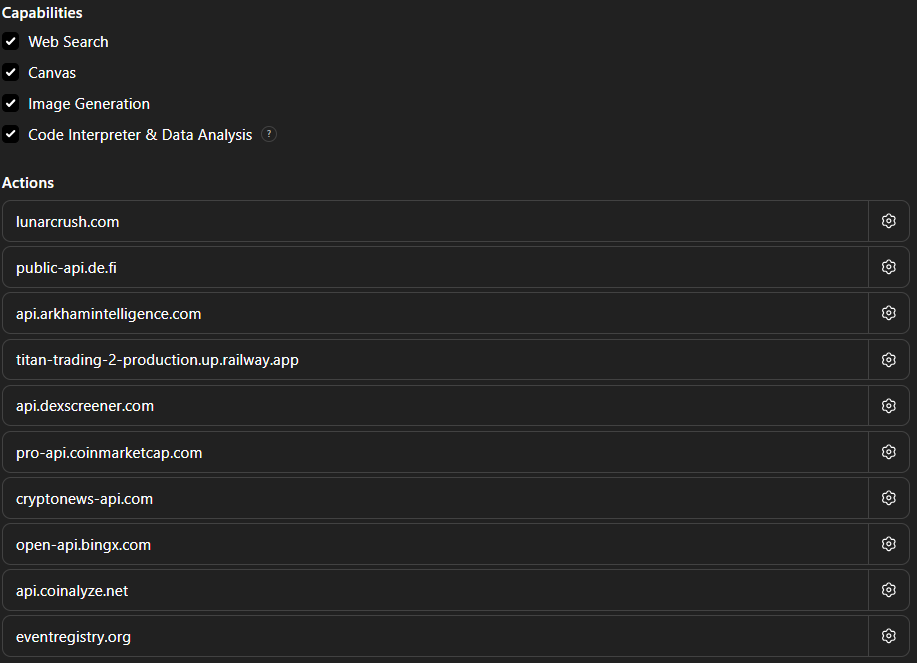 Capabilities
Web Search
Canvas
Image Generation
Code Interpreter & Data Analysis ?
Actions
lunarcrush.com
public-api.de.fi
api.arkhamintelligence.com
titan-trading-2-production.up.railway.app
api.dexscreener.com
pro-api.coinmarketcap.com
cryptonews-api.com
open-api.bingx.com
api.coinalyze.net
eventregistry.org